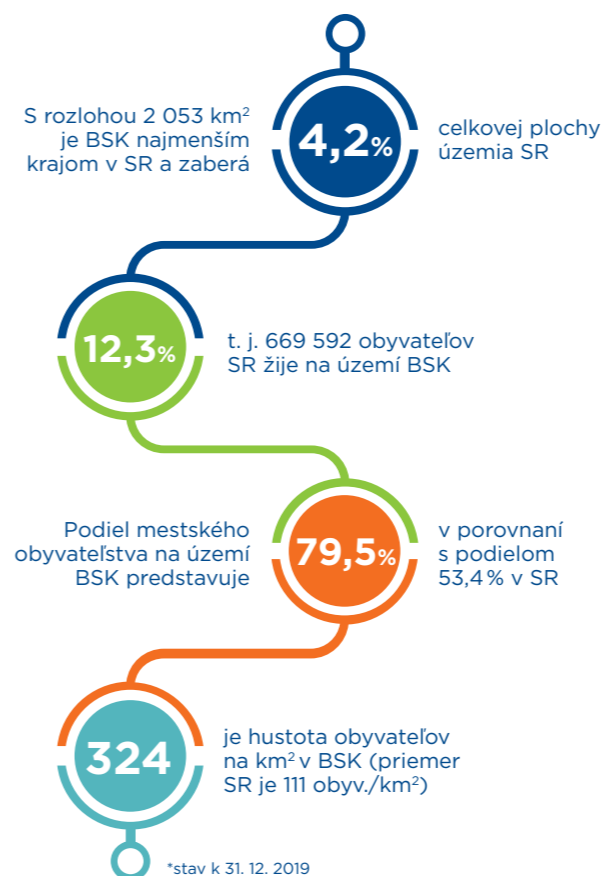 S rozlohou 2 053 km²
je BSK najmenším
krajom v SR a zaberá
4,2%
celkovej plochy
územia SR
12,3%
t. j. 669 592 obyvateľov
SR žije na území BSK
Podiel mestského
obyvateľstva na území
BSK predstavuje
79,5%
v porovnaní
s podielom
53,4% v SR
324
je hustota obyvateľov
na km² v BSK (priemer
SR je 111 obyv./km²)
*stav k 31. 12. 2019